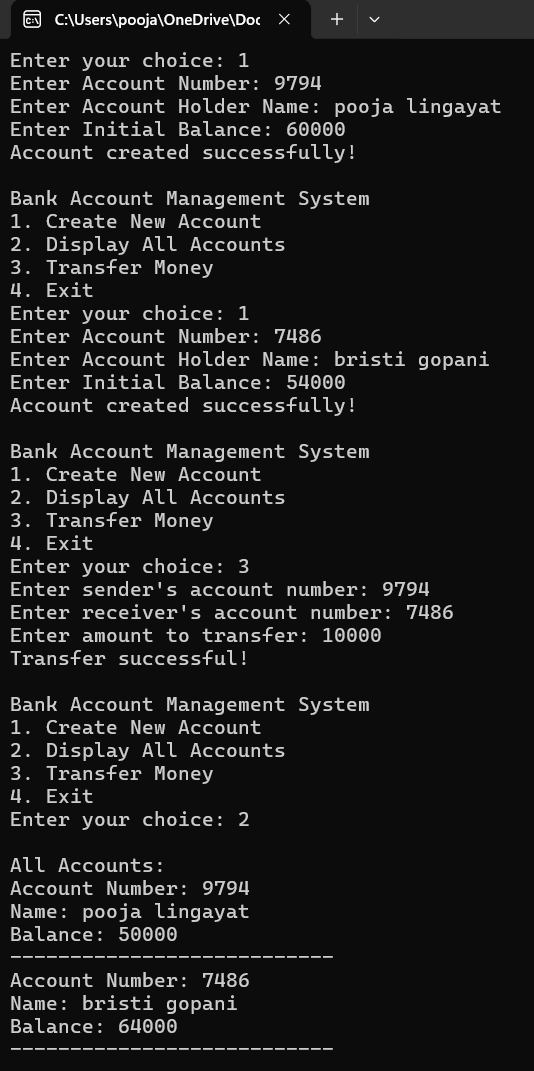 C:\Users\pooja\OneDrive\Doc
Enter your choice: 1
Enter Account Number: 9794
Enter Account Holder Name: pooja lingayat
Enter Initial Balance: 60000
Account created successfully!
Bank Account Management System
1. Create New Account
2. Display All Accounts
3. Transfer Money
4. Exit
Enter your choice: 1
Enter Account Number: 7486
Enter Account Holder Name: bristi gopani
Enter Initial Balance: 54000
Account created successfully!
Bank Account Management System
1. Create New Account
2. Display All Accounts
3. Transfer Money
4. Exit
Enter your choice: 3
Enter sender's account number: 9794
Enter receiver's account number: 7486
Enter amount to transfer: 10000
Transfer successful!
Bank Account Management System
1. Create New Account
2. Display All Accounts
3. Transfer Money
4. Exit
Enter your choice: 2
All Accounts:
Account Number: 9794
Name: pooja lingayat
Balance: 50000
---------------------------
Account Number: 7486
Name: bristi gopani
Balance: 64000
---------------------------